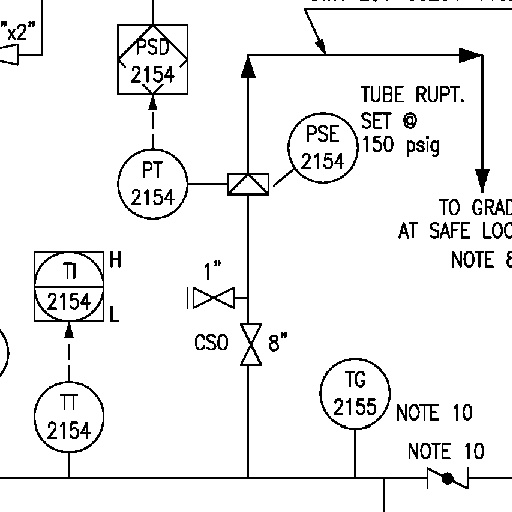 "x2"
PSD
2154
TUBE RUPT.
SET @
150 psig
PSE
2154
PT
2154
TO GRAD
AT SAFE LOC
NOTE 8
H
TI
2154
L
1"
CSO
8"
TG
2155
NOTE 10
TT
2154
NOTE 10